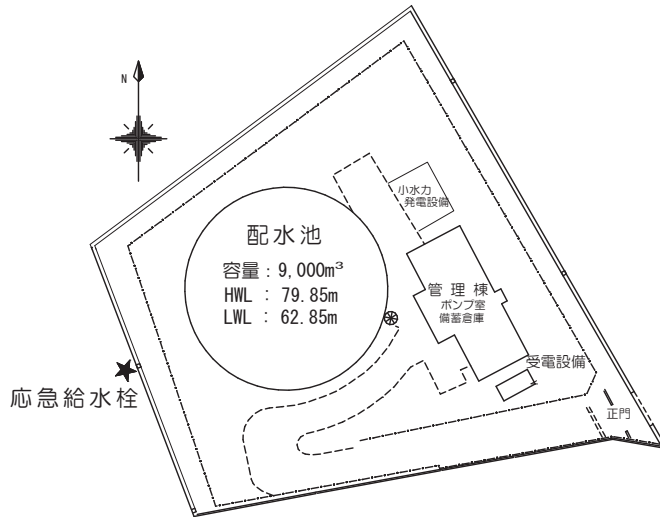 N
小水力
発電設備
配水池
容量：9,000m³
HWL : 79.85m
LWL : 62.85m
管理棟
ポンプ室
備蓄倉庫
受電設備
応急給水栓
正門